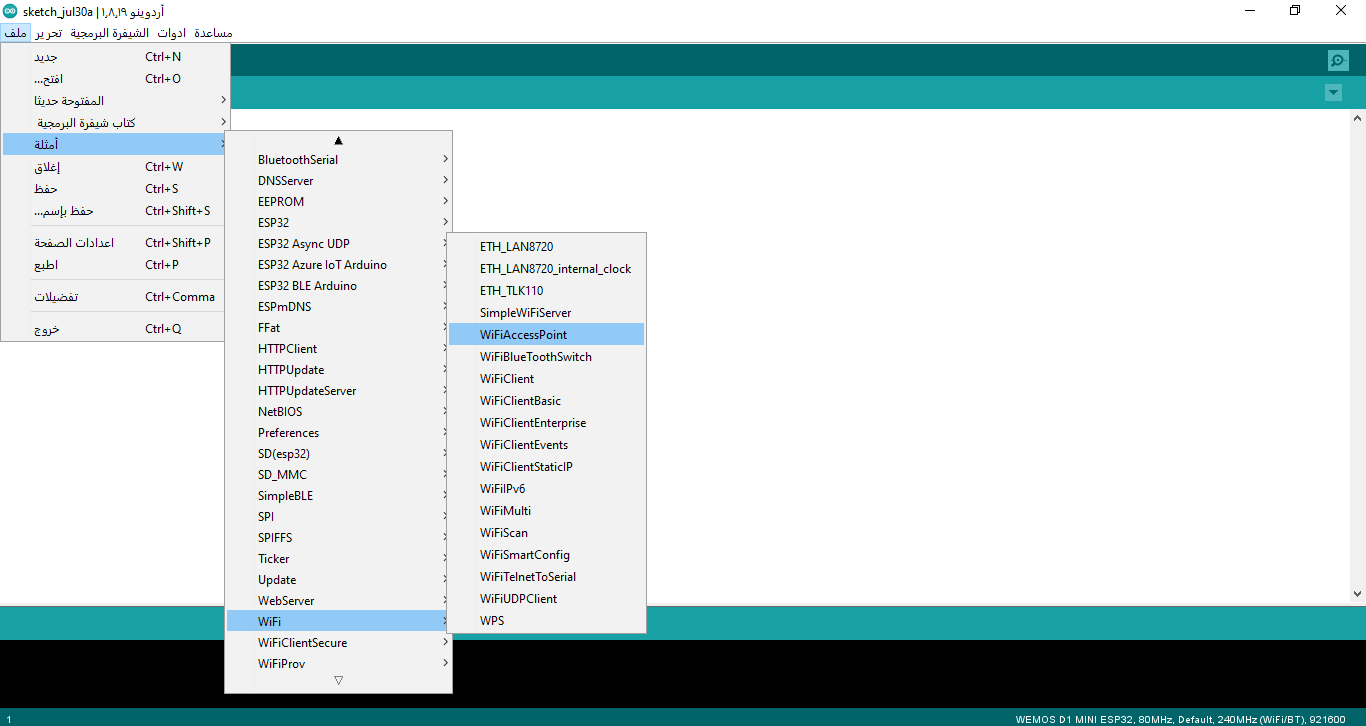 sketch_jul30a | أردوينو ١,٨,١٩
ملف تحرير الشيفرة البرمجية ادوات مساعدة
جديد Ctrl+N
افتح... Ctrl+O
المفتوحة حديثا
كتاب شيفرة البرمجية
أمثلة
إغلاق Ctrl+W
حفظ Ctrl+S
حفظ بإسم... Ctrl+Shift+S
اعدادات الصفحة Ctrl+Shift+P
اطبع Ctrl+P
تفضيلات Ctrl+Comma
خروج Ctrl+Q
BluetoothSerial
DNSServer
EEPROM
ESP32
ESP32 Async UDP
ESP32 Azure IoT Arduino
ESP32 BLE Arduino
ESPmDNS
FFat
HTTPClient
HTTPUpdate
HTTPUpdateServer
NetBIOS
Preferences
SD(esp32)
SD_MMC
SimpleBLE
SPI
SPIFFS
Ticker
Update
WebServer
WiFi
WiFiClientSecure
WiFiProv
ETH_LAN8720
ETH_LAN8720_internal_clock
ETH_TLK110
SimpleWiFiServer
WiFiAccessPoint
WiFiBlueToothSwitch
WiFiClient
WiFiClientBasic
WiFiClientEnterprise
WiFiClientEvents
WiFiClientStaticIP
WiFiIPv6
WiFiMulti
WiFiScan
WiFiSmartConfig
WiFiTelnetToSerial
WiFiUDPClient
WPS
1
WEMOS D1 MINI ESP32, 80MHz, Default, 240MHz (WiFi/BT), 921600